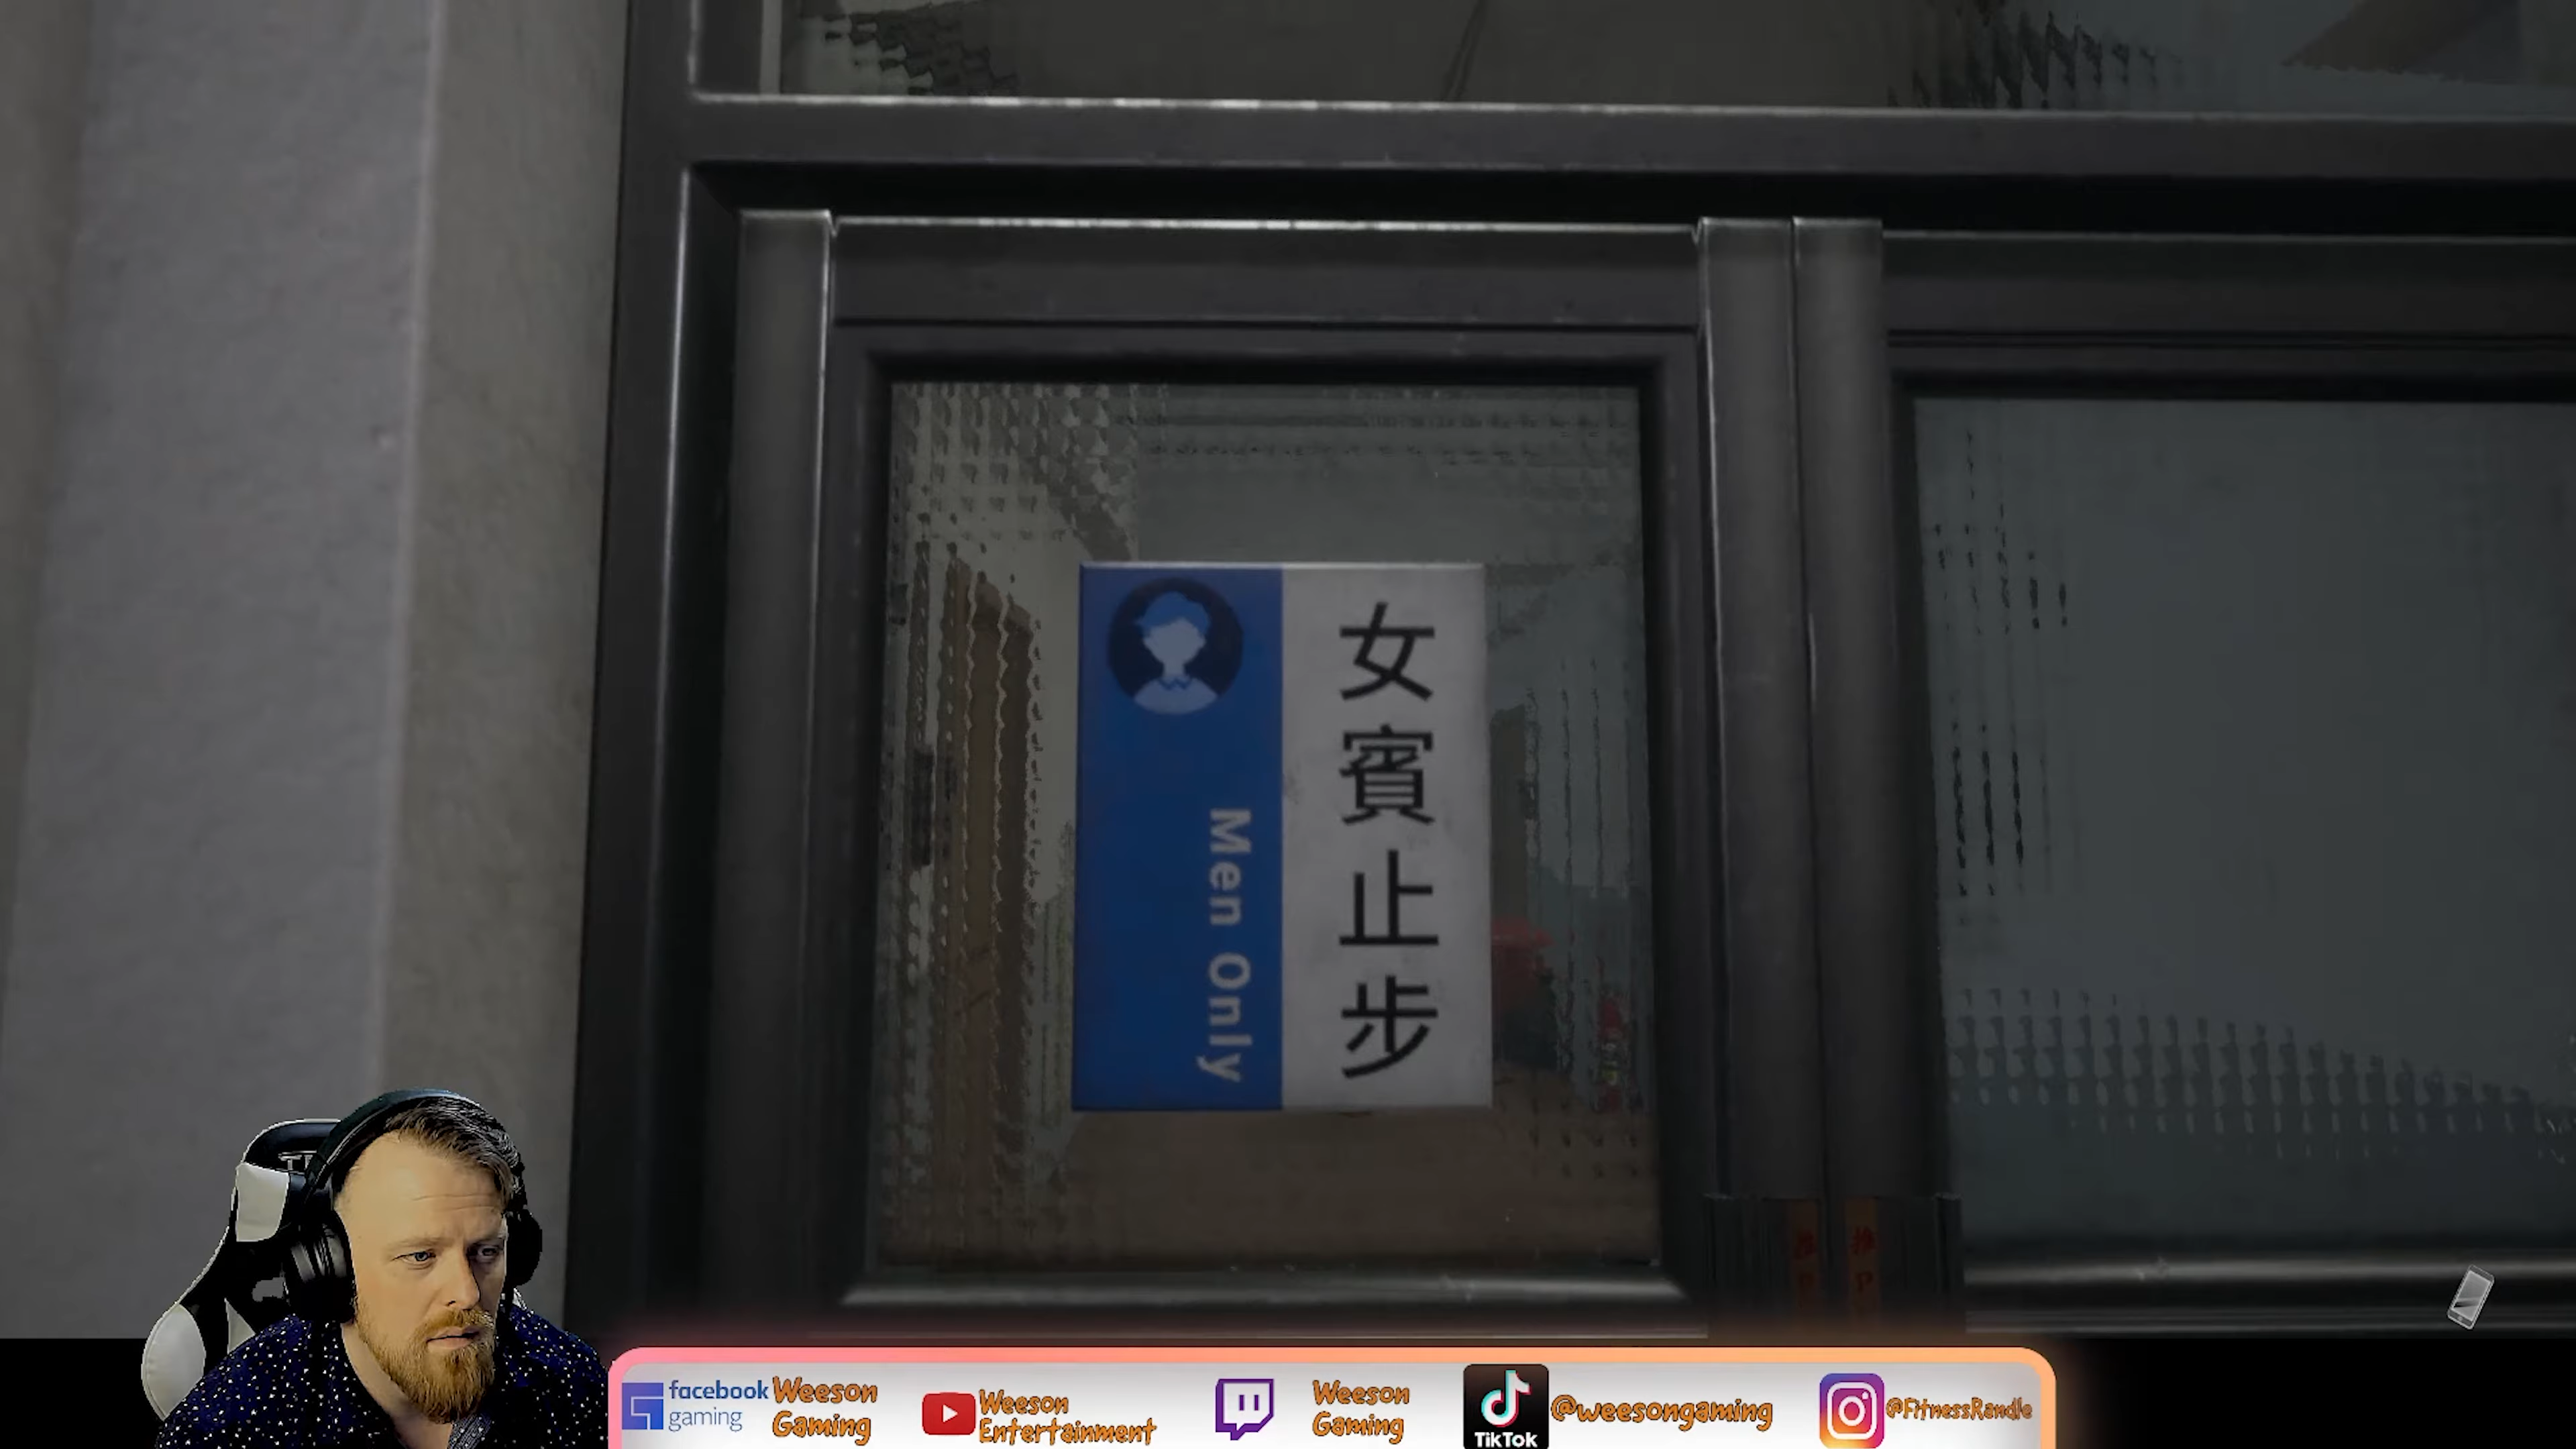 女賓止步
Men Only
facebook gaming
Weeson Gaming
Weeson Entertainment
Weeson Gaming
TikTok
@weesongaming
@FitnessRandle